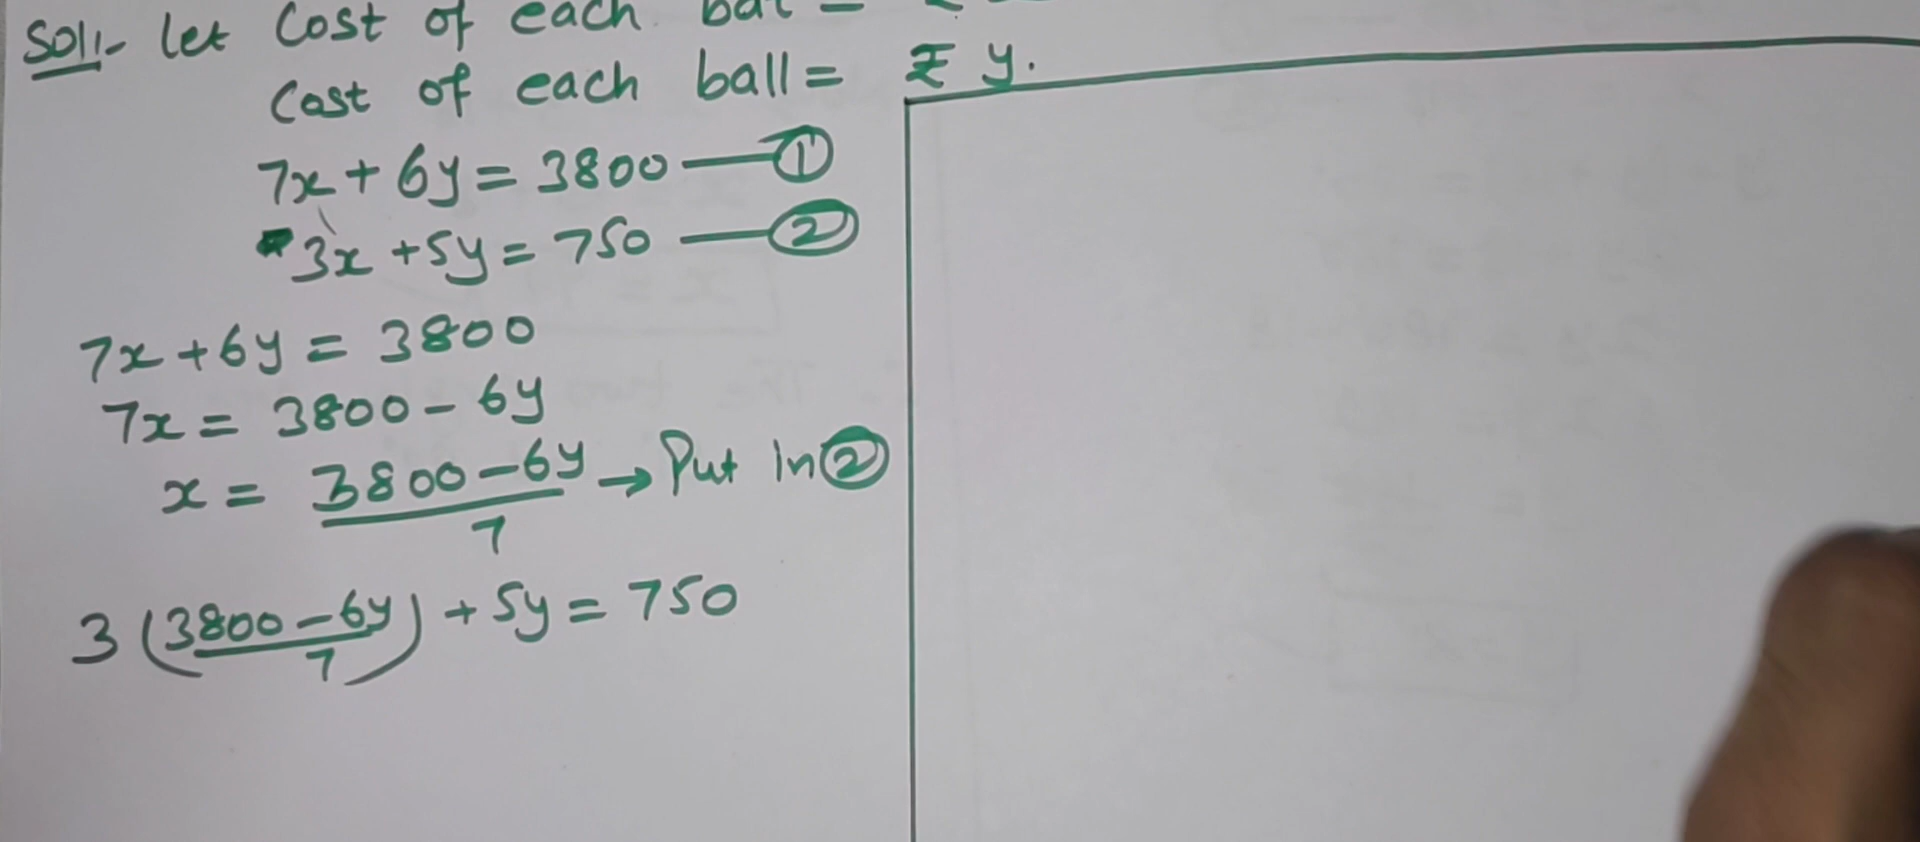 Sol:- let Cost of each bat =
Cost of each ball = ₹ y.
7x + 6y = 3800 — ①
3x + 5y = 750 — ②
7x + 6y = 3800
7x = 3800 - 6y
x = (3800 - 6y)/7 → Put in ②
3 ((3800 - 6y)/7) + 5y = 750